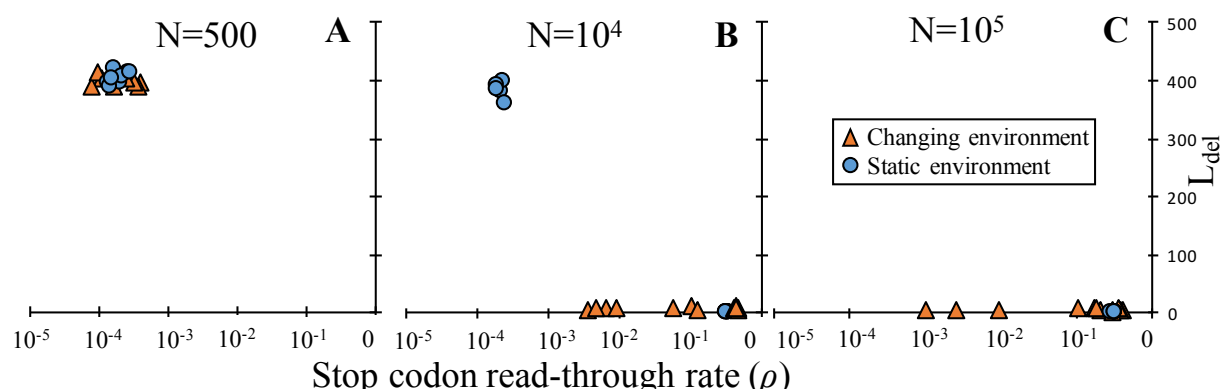 N=500 A N=10⁴ B N=10⁵ C 500
400
Changing environment
Static environment
300
L_del
200
100
0
10⁻⁵ 10⁻⁴ 10⁻³ 10⁻² 10⁻¹ 0 10⁻⁵ 10⁻⁴ 10⁻³ 10⁻² 10⁻¹ 0 10⁻⁵ 10⁻⁴ 10⁻³ 10⁻² 10⁻¹ 0
Stop codon read-through rate (ρ)